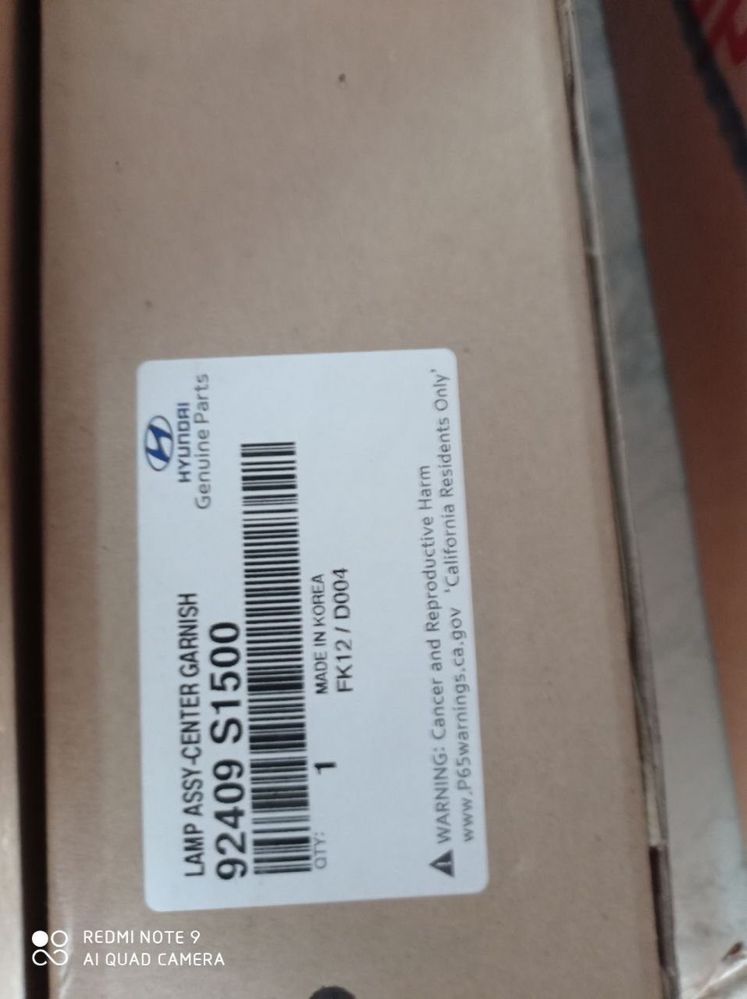 HYUNDAI
Genuine Parts
LAMP ASSY-CENTER GARNISH
92409 S1500
QTY: 1
MADE IN KOREA
FK12 / D004
WARNING: Cancer and Reproductive Harm
www.P65warnings.ca.gov 'California Residents Only'
REDMI NOTE 9
AI QUAD CAMERA